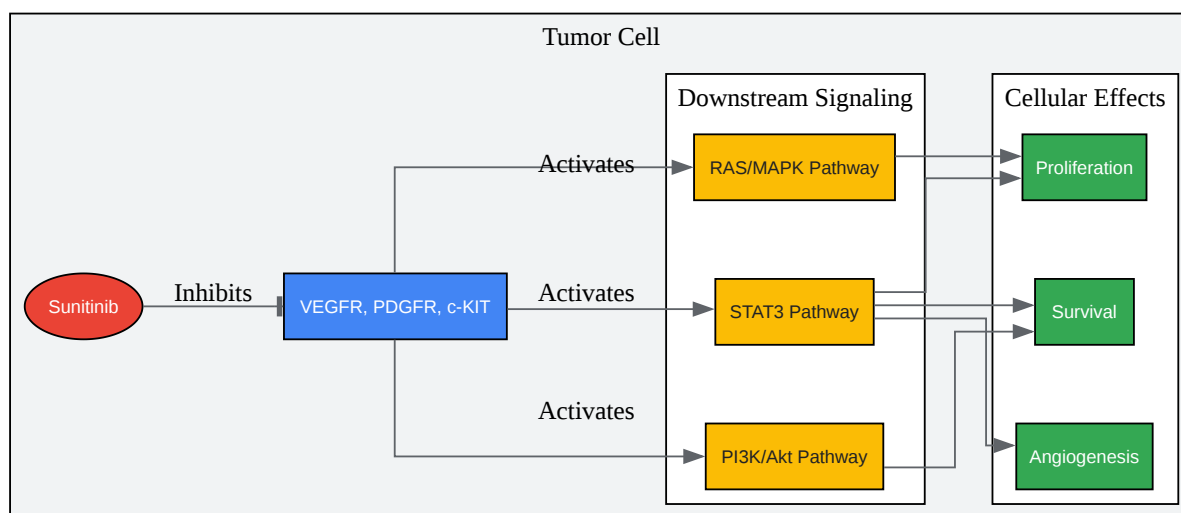 Tumor Cell
Downstream Signaling
Cellular Effects
Activates
RAS/MAPK Pathway
Proliferation
Sunitinib
Inhibits
VEGFR, PDGFR, c-KIT
Activates
STAT3 Pathway
Survival
Activates
PI3K/Akt Pathway
Angiogenesis